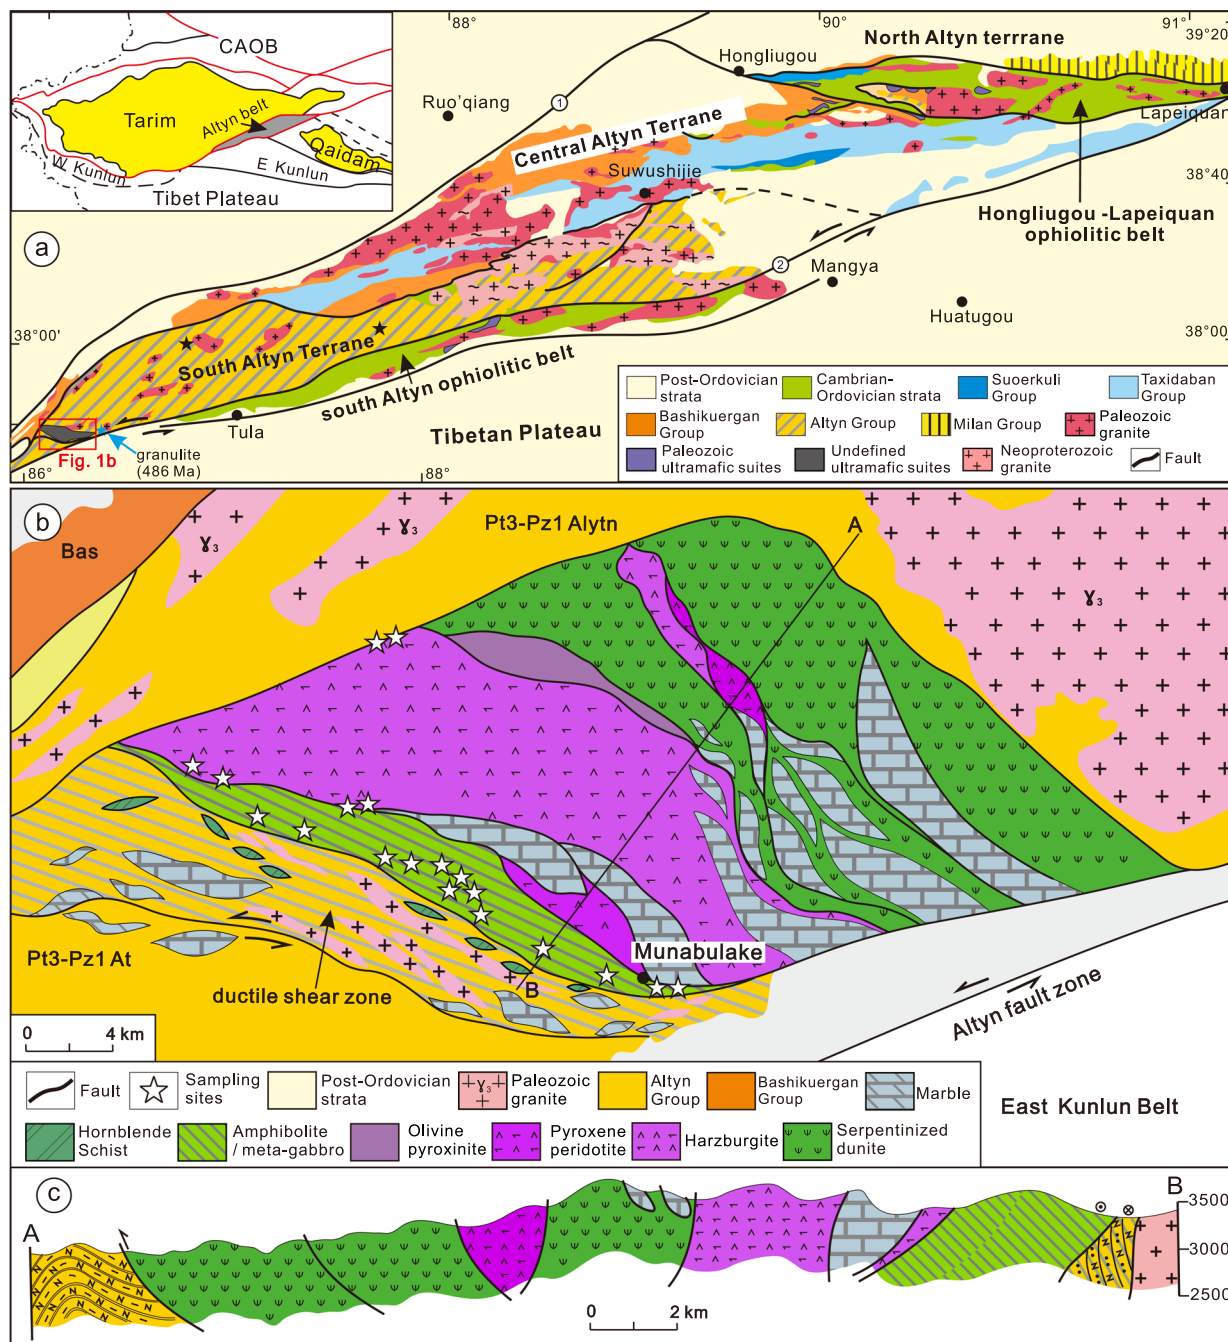 88°
90°
91°
39°20'
CAOB
Tarim
Altyn belt
Qaidam
W Kunlun
E Kunlun
Tibet Plateau
North Altyn terrrane
Hongliugou
Ruo'qiang
1
Lapeiquan
Central Altyn Terrane
Suwushijie
38°40'
Hongliugou -Lapeiquan
ophiolitic belt
a
2
Mangya
Huatugou
38°00'
38°00'
South Altyn Terrane
south Altyn ophiolitic belt
Tula
Tibetan Plateau
granulite
(486 Ma)
Fig. 1b
86°
88°
Post-Ordovician
strata
Cambrian-
Ordovician strata
Suoerkuli
Group
Taxidaban
Group
Bashikuergan
Group
Altyn Group
Milan Group
Paleozoic
granite
Paleozoic
ultramafic suites
Undefined
ultramafic suites
Neoproterozoic
granite
Fault
b
Bas
ɣ3
ɣ3
Pt3-Pz1 Alytn
A
ɣ3
Pt3-Pz1 At
ductile shear zone
B
Munabulake
Altyn fault zone
0 4 km
East Kunlun Belt
Fault
Sampling
sites
Post-Ordovician
strata
ɣ3
Paleozoic
granite
Altyn
Group
Bashikuergan
Group
Marble
Hornblende
Schist
Amphibolite
/ meta-gabbro
Olivine
pyroxinite
Pyroxene
peridotite
Harzburgite
Serpentinized
dunite
c
A
B
3500
3000
2500
0 2 km